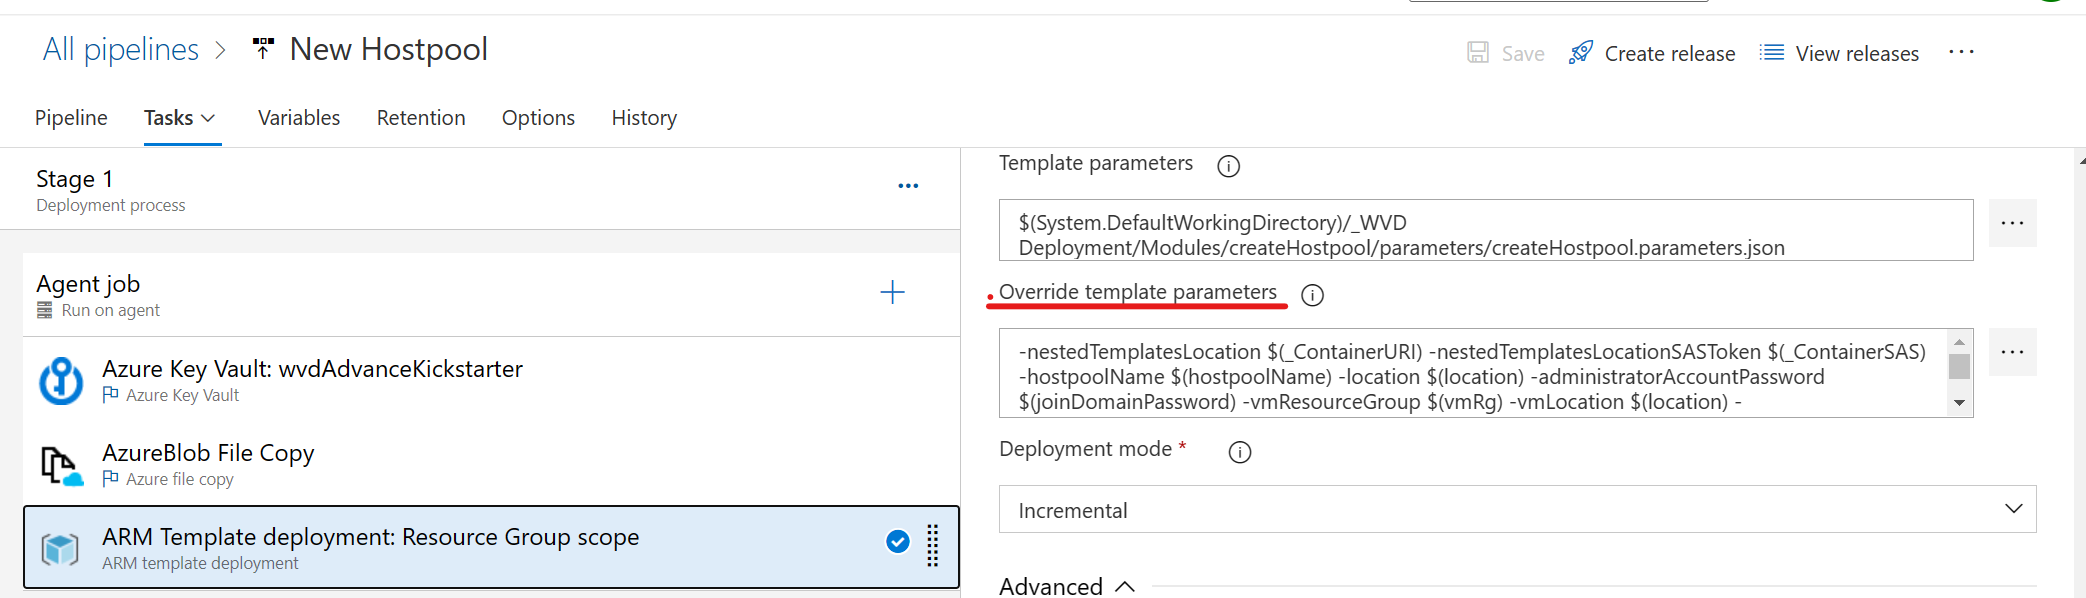 All pipelines > New Hostpool
Save Create release View releases ...
Pipeline Tasks Variables Retention Options History
Stage 1
Deployment process
...
Agent job
Run on agent
Azure Key Vault: wvdAdvanceKickstarter
Azure Key Vault
AzureBlob File Copy
Azure file copy
ARM Template deployment: Resource Group scope
ARM template deployment
Template parameters
$(System.DefaultWorkingDirectory)/_WVD
Deployment/Modules/createHostpool/parameters/createHostpool.parameters.json
...
Override template parameters
-nestedTemplatesLocation $(_ContainerURI) -nestedTemplatesLocationSASToken $(_ContainerSAS)
-hostpoolName $(hostpoolName) -location $(location) -administratorAccountPassword
$(joinDomainPassword) -vmResourceGroup $(vmRg) -vmLocation $(location) -
...
Deployment mode *
Incremental
Advanced